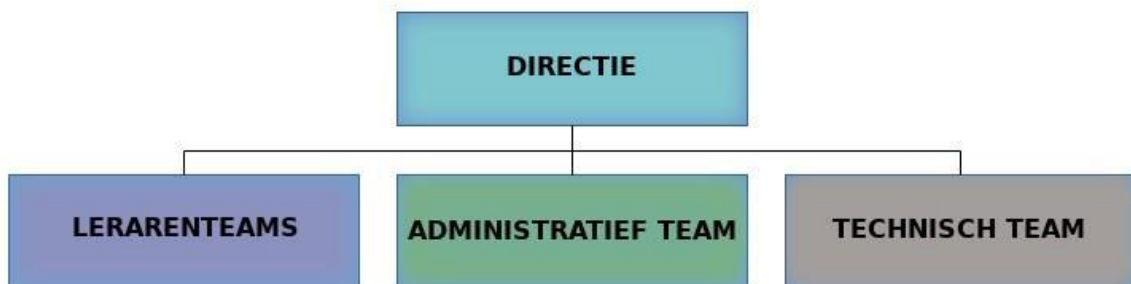 DIRECTIE
LERARENTEAMS
ADMINISTRATIEF TEAM
TECHNISCH TEAM